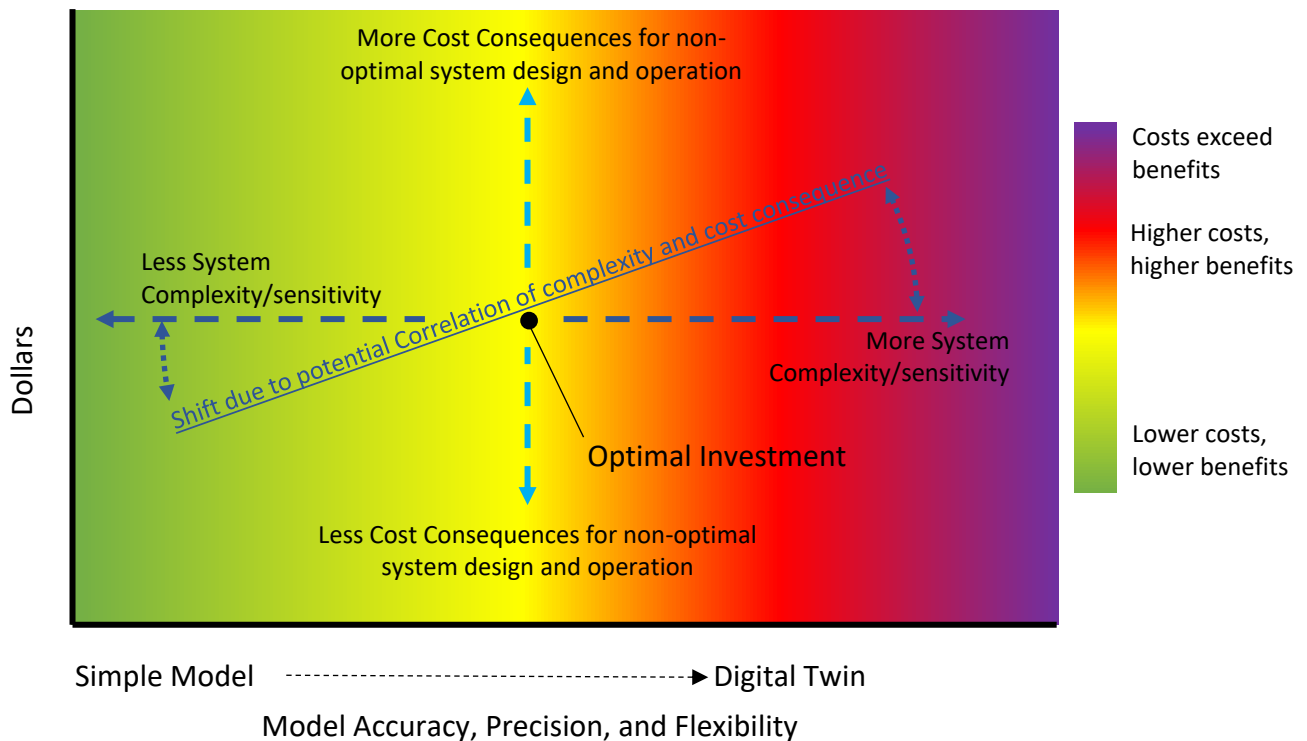 More Cost Consequences for non-
optimal system design and operation
Costs exceed
benefits
Higher costs,
higher benefits
Lower costs,
lower benefits
Less System
Complexity/sensitivity
Shift due to potential Correlation of complexity and cost consequence
More System
Complexity/sensitivity
Dollars
Optimal Investment
Less Cost Consequences for non-optimal
system design and operation
Simple Model
Digital Twin
Model Accuracy, Precision, and Flexibility